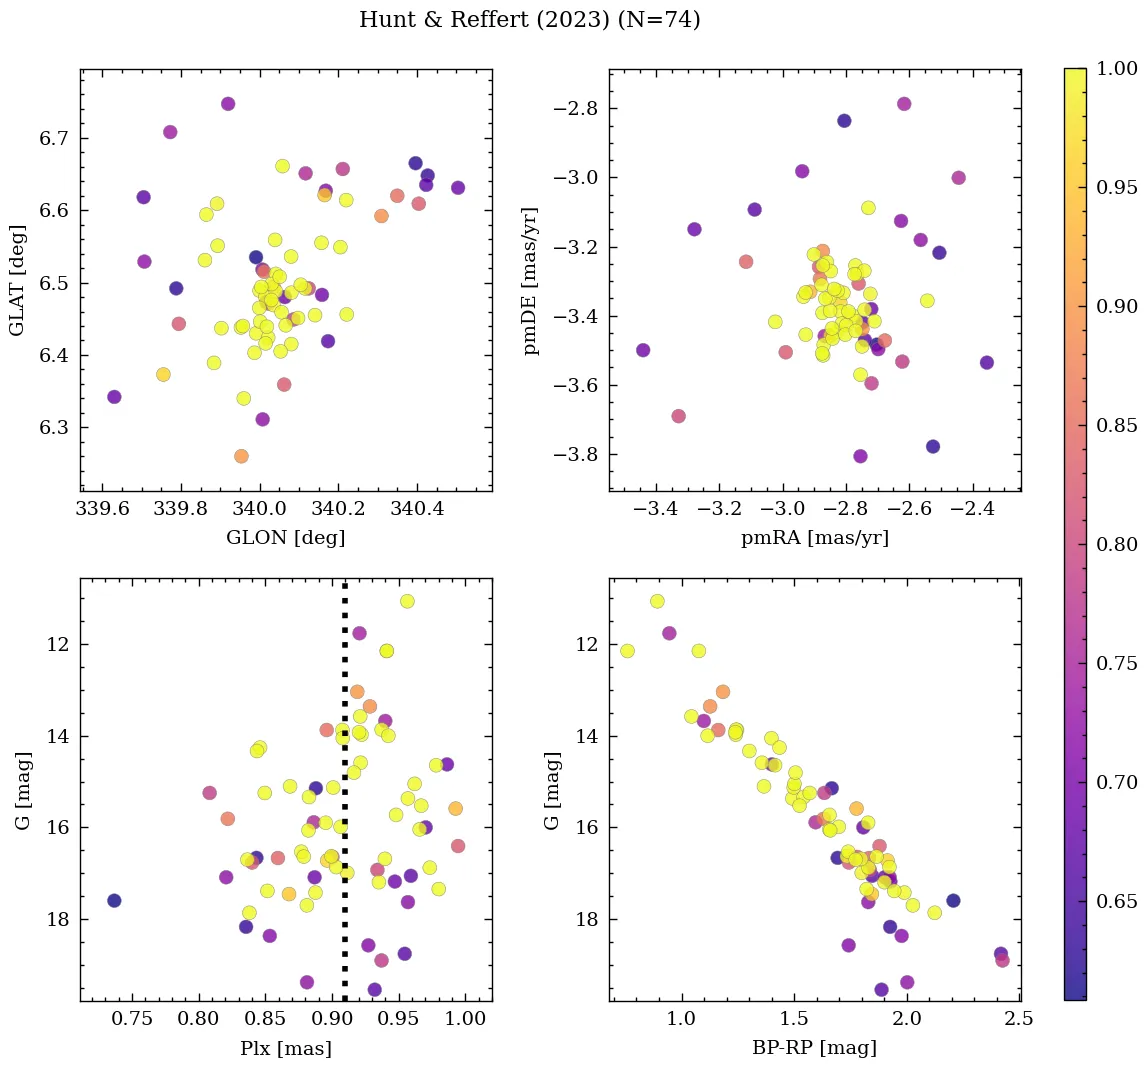 Hunt & Reffert (2023) (N=74)
6.7
6.6
6.5
6.4
6.3
GLAT [deg]
339.6 339.8 340.0 340.2 340.4
GLON [deg]
−2.8
−3.0
−3.2
−3.4
−3.6
−3.8
pmDE [mas/yr]
−3.4 −3.2 −3.0 −2.8 −2.6 −2.4
pmRA [mas/yr]
12
14
16
18
G [mag]
0.75 0.80 0.85 0.90 0.95 1.00
Plx [mas]
12
14
16
18
G [mag]
1.0 1.5 2.0 2.5
BP-RP [mag]
1.00
0.95
0.90
0.85
0.80
0.75
0.70
0.65